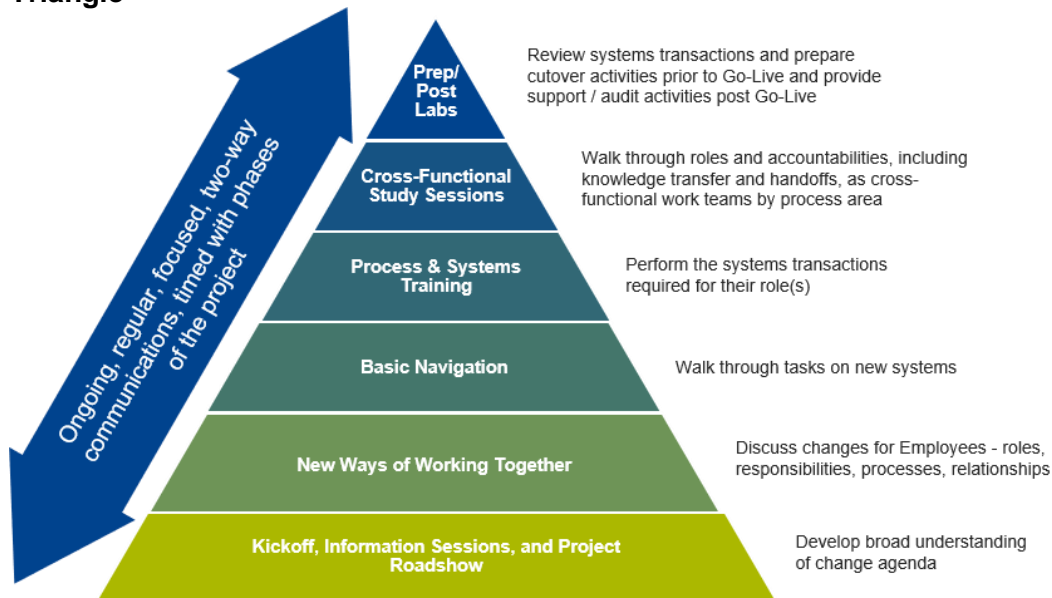 Triangle
Ongoing, regular, focused, two-way
communications, timed with phases
of the project
Prep/
Post
Labs
Review systems transactions and prepare
cutover activities prior to Go-Live and provide
support / audit activities post Go-Live
Cross-Functional
Study Sessions
Walk through roles and accountabilities, including
knowledge transfer and handoffs, as cross-
functional work teams by process area
Process & Systems
Training
Perform the systems transactions
required for their role(s)
Basic Navigation
Walk through tasks on new systems
New Ways of Working Together
Discuss changes for Employees - roles,
responsibilities, processes, relationships
Kickoff, Information Sessions, and Project
Roadshow
Develop broad understanding
of change agenda